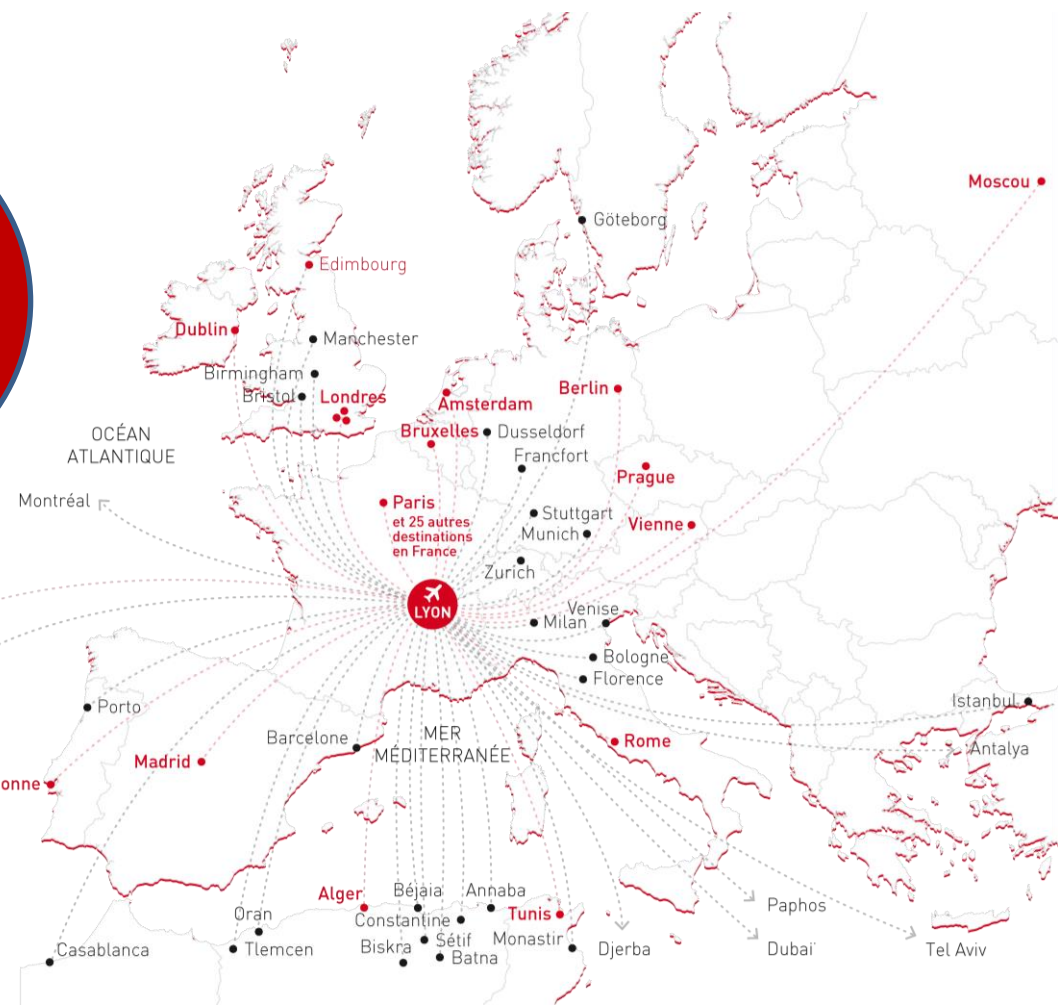 Moscou
Göteborg
Edimbourg
Dublin
Manchester
Birmingham
Bristol
Londres
Amsterdam
Berlin
Bruxelles
Dusseldorf
OCÉAN
ATLANTIQUE
Francfort
Prague
Montréal
Paris
et 25 autres
destinations
en France
Stuttgart
Munich
Vienne
Zurich
LYON
Venise
Milan
Bologne
Florence
Istanbul
Porto
Barcelone
MER
MÉDITERRANÉE
Rome
Antalya
Madrid
onne
Alger
Béjaia
Annaba
Constantine
Tunis
Oran
Paphos
Casablanca
Tlemcen
Biskra
Sétif
Batna
Monastir
Djerba
Dubaï
Tel Aviv